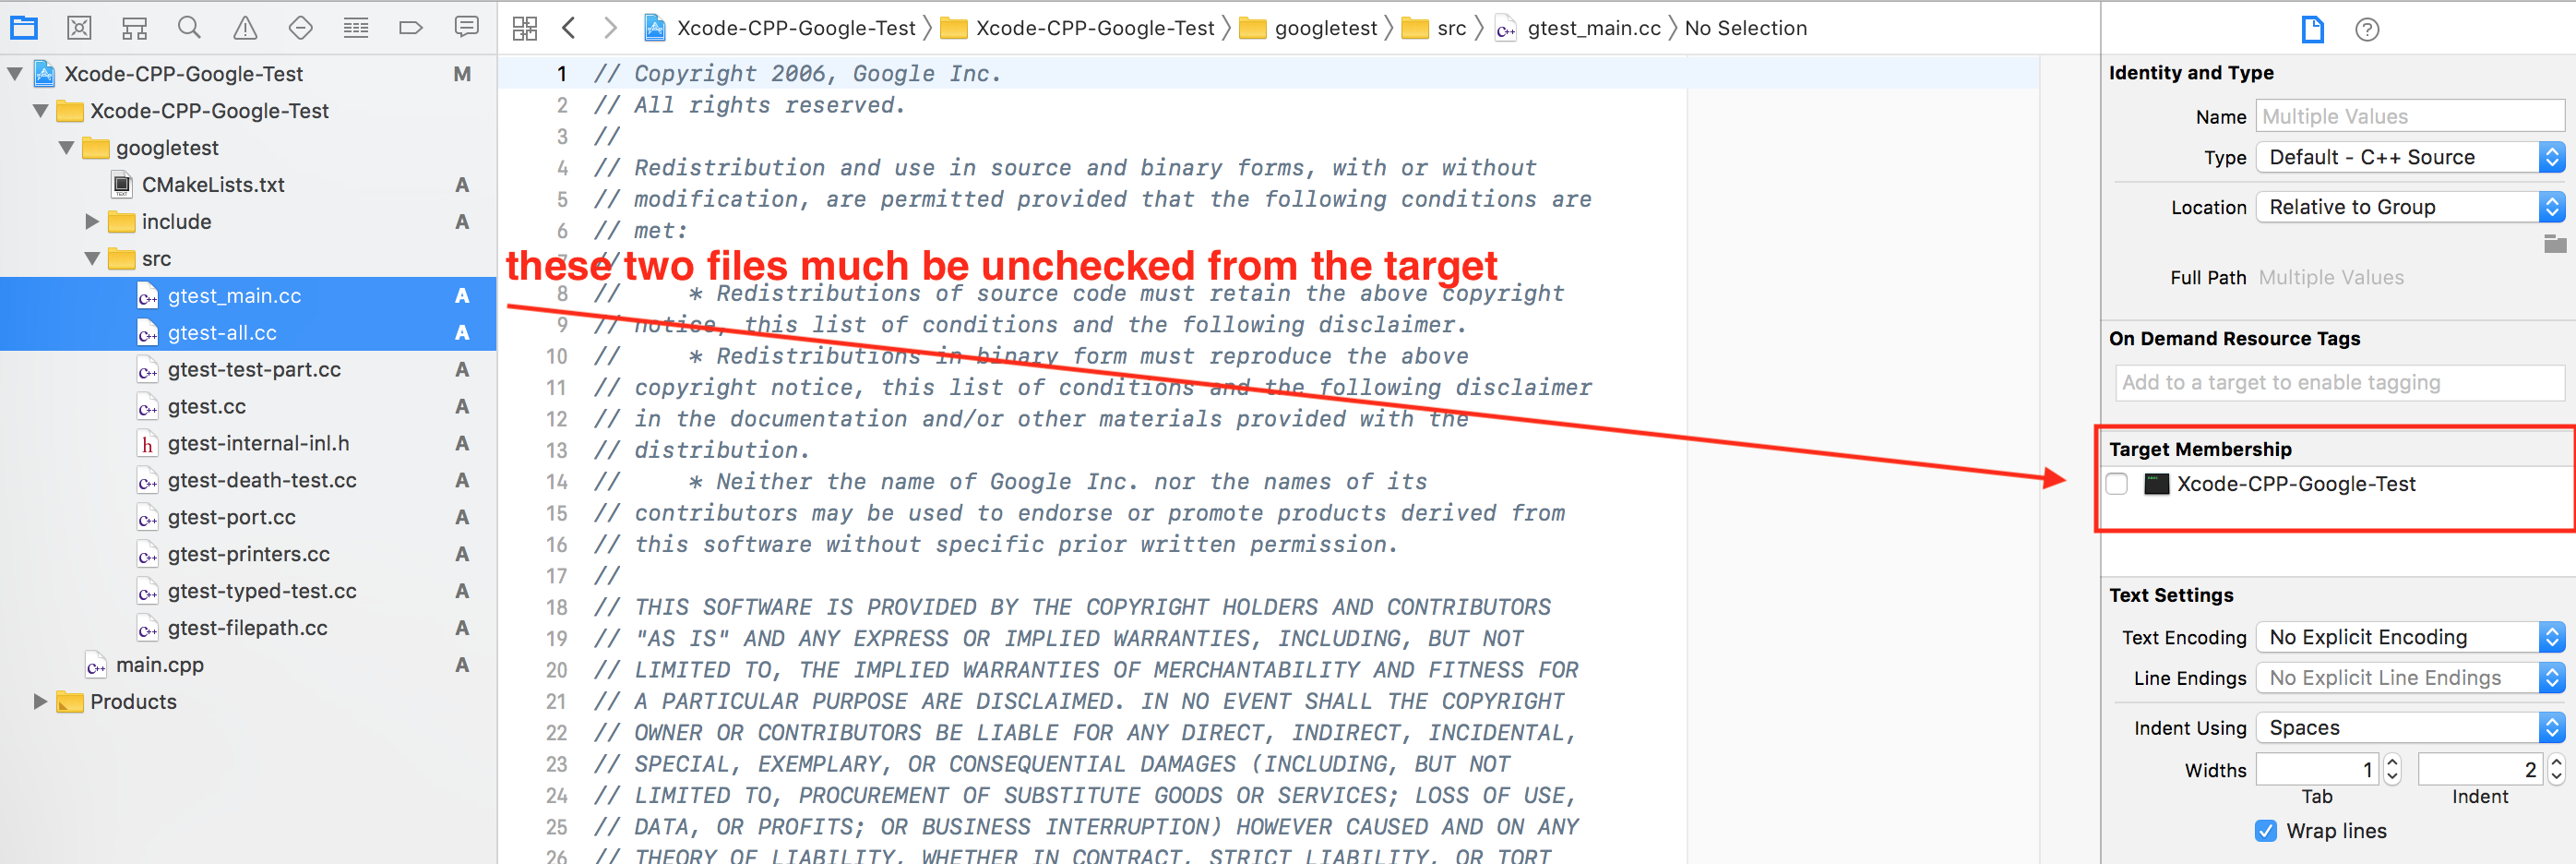 Xcode-CPP-Google-Test M
Xcode-CPP-Google-Test
googletest
CMakeLists.txt A
include A
src
gtest_main.cc A
gtest-all.cc A
gtest-test-part.cc A
gtest.cc A
gtest-internal-inl.h A
gtest-death-test.cc A
gtest-port.cc A
gtest-printers.cc A
gtest-typed-test.cc A
gtest-filepath.cc A
main.cpp A
Products
Xcode-CPP-Google-Test Xcode-CPP-Google-Test googletest src gtest_main.cc No Selection
1 // Copyright 2006, Google Inc.
2 // All rights reserved.
3 //
4 // Redistribution and use in source and binary forms, with or without
5 // modification, are permitted provided that the following conditions are
6 // met:
these two files much be unchecked from the target
8 //     * Redistributions of source code must retain the above copyright
9 // notice, this list of conditions and the following disclaimer.
10 //     * Redistributions in binary form must reproduce the above
11 // copyright notice, this list of conditions and the following disclaimer
12 // in the documentation and/or other materials provided with the
13 // distribution.
14 //     * Neither the name of Google Inc. nor the names of its
15 // contributors may be used to endorse or promote products derived from
16 // this software without specific prior written permission.
17 //
18 // THIS SOFTWARE IS PROVIDED BY THE COPYRIGHT HOLDERS AND CONTRIBUTORS
19 // "AS IS" AND ANY EXPRESS OR IMPLIED WARRANTIES, INCLUDING, BUT NOT
20 // LIMITED TO, THE IMPLIED WARRANTIES OF MERCHANTABILITY AND FITNESS FOR
21 // A PARTICULAR PURPOSE ARE DISCLAIMED. IN NO EVENT SHALL THE COPYRIGHT
22 // OWNER OR CONTRIBUTORS BE LIABLE FOR ANY DIRECT, INDIRECT, INCIDENTAL,
23 // SPECIAL, EXEMPLARY, OR CONSEQUENTIAL DAMAGES (INCLUDING, BUT NOT
24 // LIMITED TO, PROCUREMENT OF SUBSTITUTE GOODS OR SERVICES; LOSS OF USE,
25 // DATA, OR PROFITS; OR BUSINESS INTERRUPTION) HOWEVER CAUSED AND ON ANY
26 // THEORY OF LIABILITY, WHETHER IN CONTRACT, STRICT LIABILITY, OR TORT
Identity and Type
Name Multiple Values
Type Default - C++ Source
Location Relative to Group
Full Path Multiple Values
On Demand Resource Tags
Add to a target to enable tagging
Target Membership
Xcode-CPP-Google-Test
Text Settings
Text Encoding No Explicit Encoding
Line Endings No Explicit Line Endings
Indent Using Spaces
Widths 1 2
Tab Indent
Wrap lines